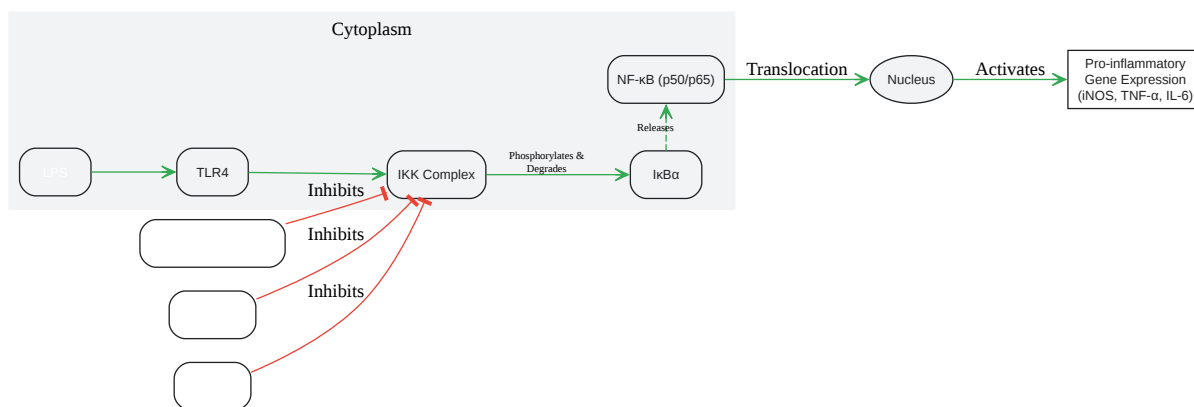 Cytoplasm
NF-κB (p50/p65)
Translocation
Nucleus
Activates
Pro-inflammatory
Gene Expression
(iNOS, TNF-α, IL-6)
Releases
LPS
TLR4
IKK Complex
Phosphorylates &
Degrades
IκBα
Inhibits
Inhibits
Inhibits